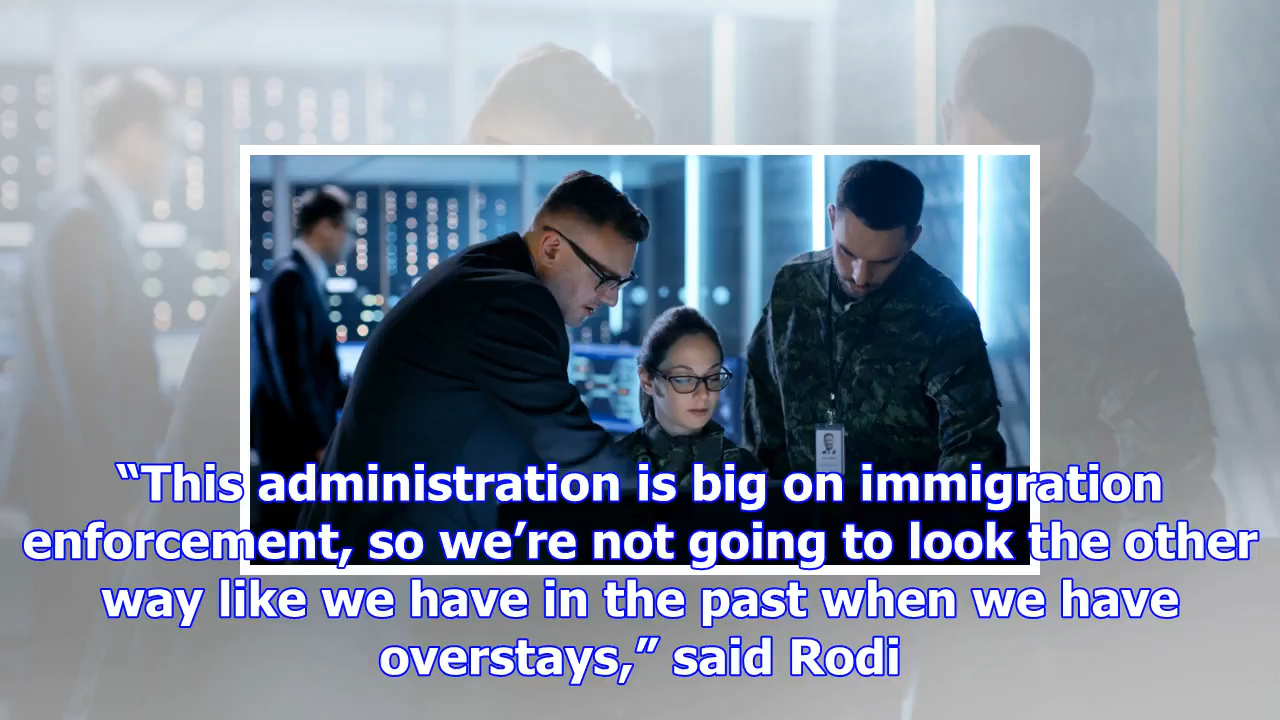 “This administration is big on immigration
enforcement, so we’re not going to look the other
way like we have in the past when we have
overstays,” said Rodi